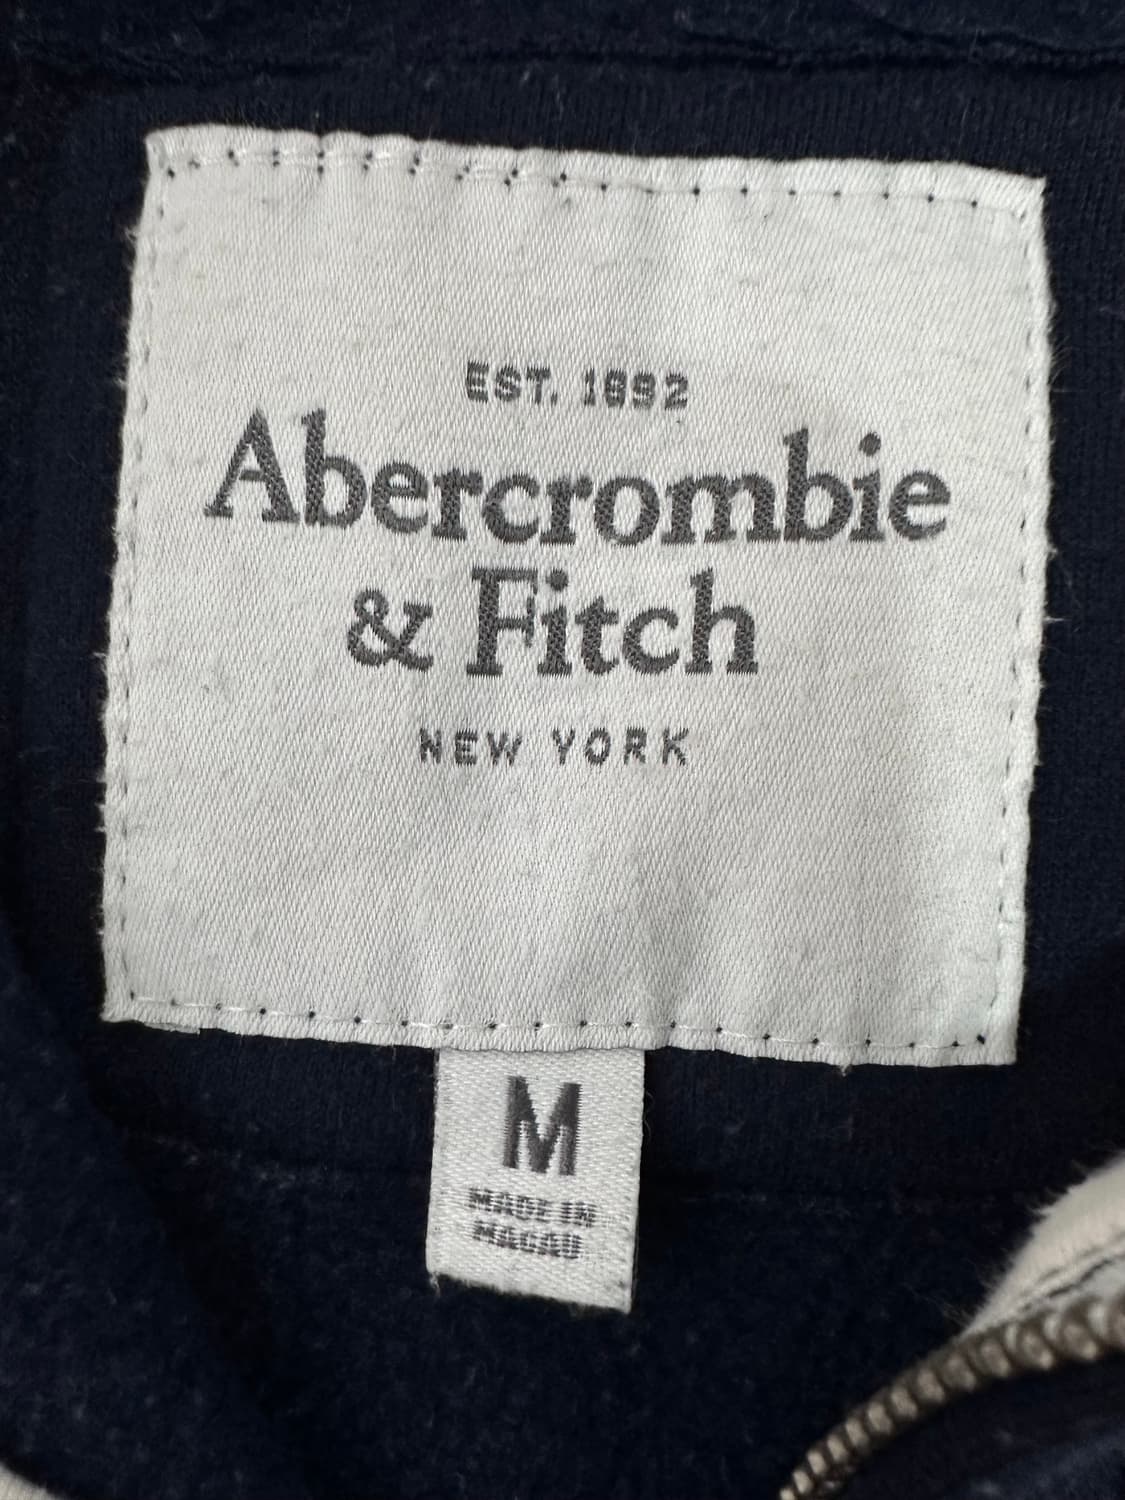 EST. 1892
Abercrombie
& Fitch
NEW YORK
M
MADE IN
MACAU